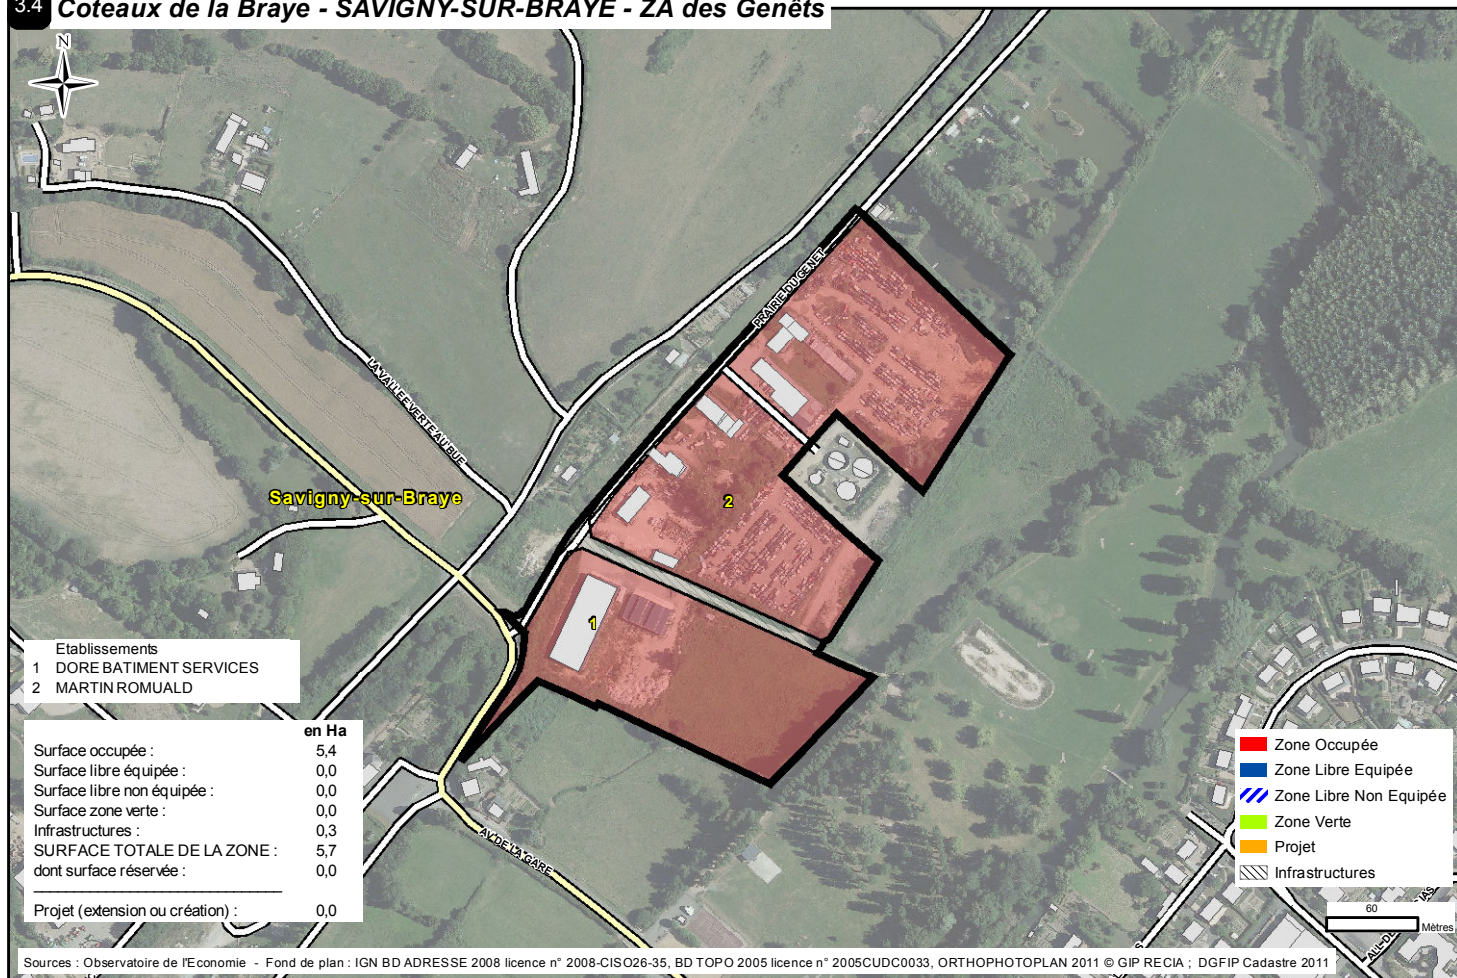 3.4 Coteaux de la Braye - SAVIGNY-SUR-BRAYE - ZA des Genêts
N
PRAIRIE DU GENET
LA VALLEE VERTE AU BUE
Savigny-sur-Braye
2
1
Etablissements
1 DORE BATIMENT SERVICES
2 MARTIN ROMUALD
en Ha
Surface occupée : 5,4
Surface libre équipée : 0,0
Surface libre non équipée : 0,0
Surface zone verte : 0,0
Infrastructures : 0,3
SURFACE TOTALE DE LA ZONE : 5,7
dont surface réservée : 0,0
Projet (extension ou création) : 0,0
AV DE LA GARE
Zone Occupée
Zone Libre Equipée
Zone Libre Non Equipée
Zone Verte
Projet
Infrastructures
60
Mètres
Sources : Observatoire de l'Economie - Fond de plan : IGN BD ADRESSE 2008 licence n° 2008-CISO26-35, BD TOPO 2005 licence n° 2005CUDC0033, ORTHOPHOTOPLAN 2011 © GIP RECIA ; DGFIP Cadastre 2011